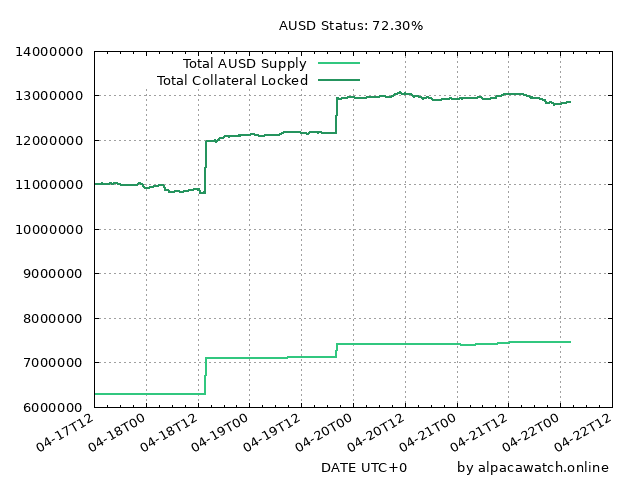 AUSD Status: 72.30%
14000000
13000000
12000000
11000000
10000000
9000000
8000000
7000000
6000000
Total AUSD Supply
Total Collateral Locked
04-17T12
04-18T00
04-18T12
04-19T00
04-19T12
04-20T00
04-20T12
04-21T00
04-21T12
04-22T00
04-22T12
DATE UTC+0
by alpacawatch.online